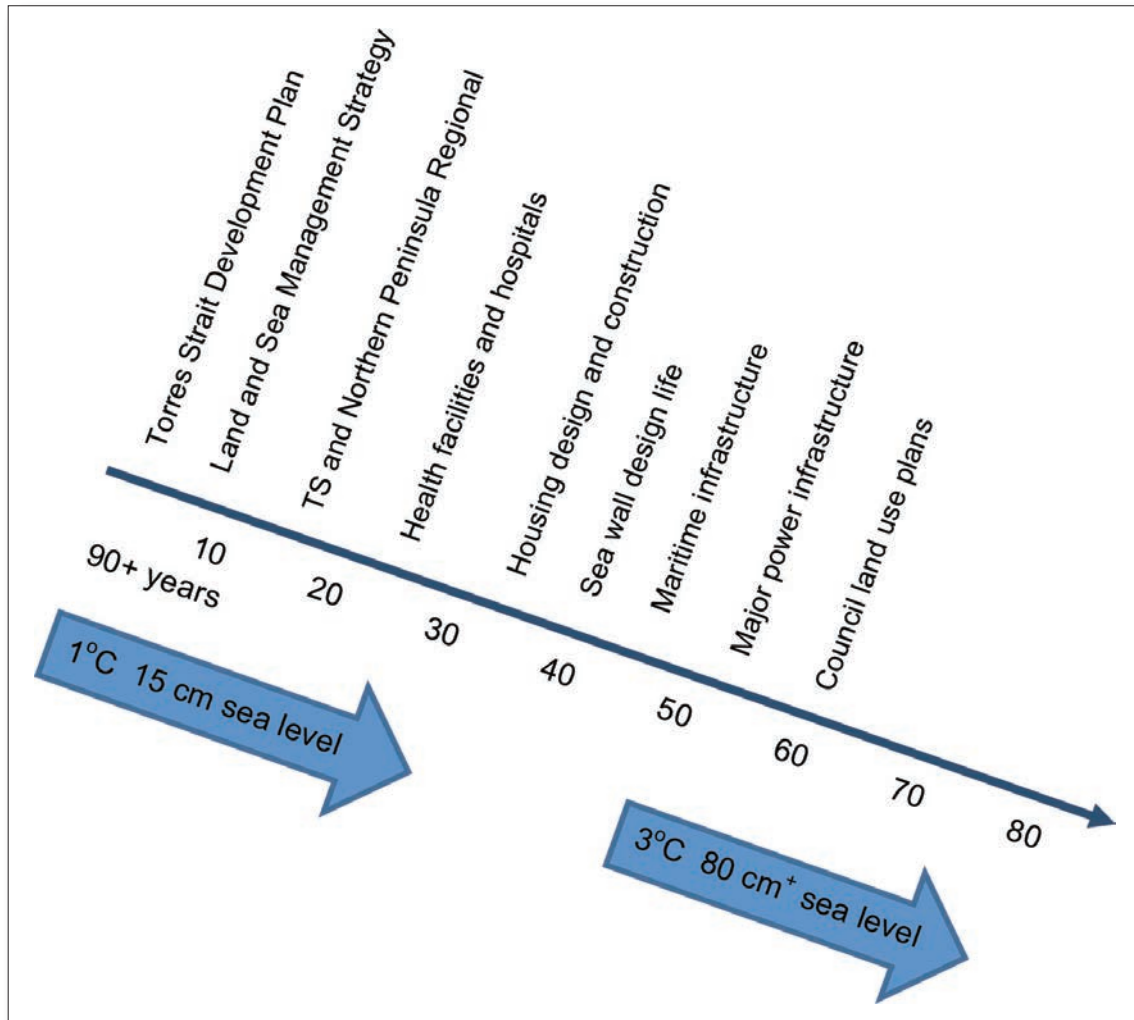 Torres Strait Development Plan
Land and Sea Management Strategy
TS and Northern Peninsula Regional
Health facilities and hospitals
Housing design and construction
Sea wall design life
Maritime infrastructure
Major power infrastructure
Council land use plans
10
20
30
40
50
60
70
80
90+ years
1°C 15 cm sea level
3°C 80 cm⁺ sea level